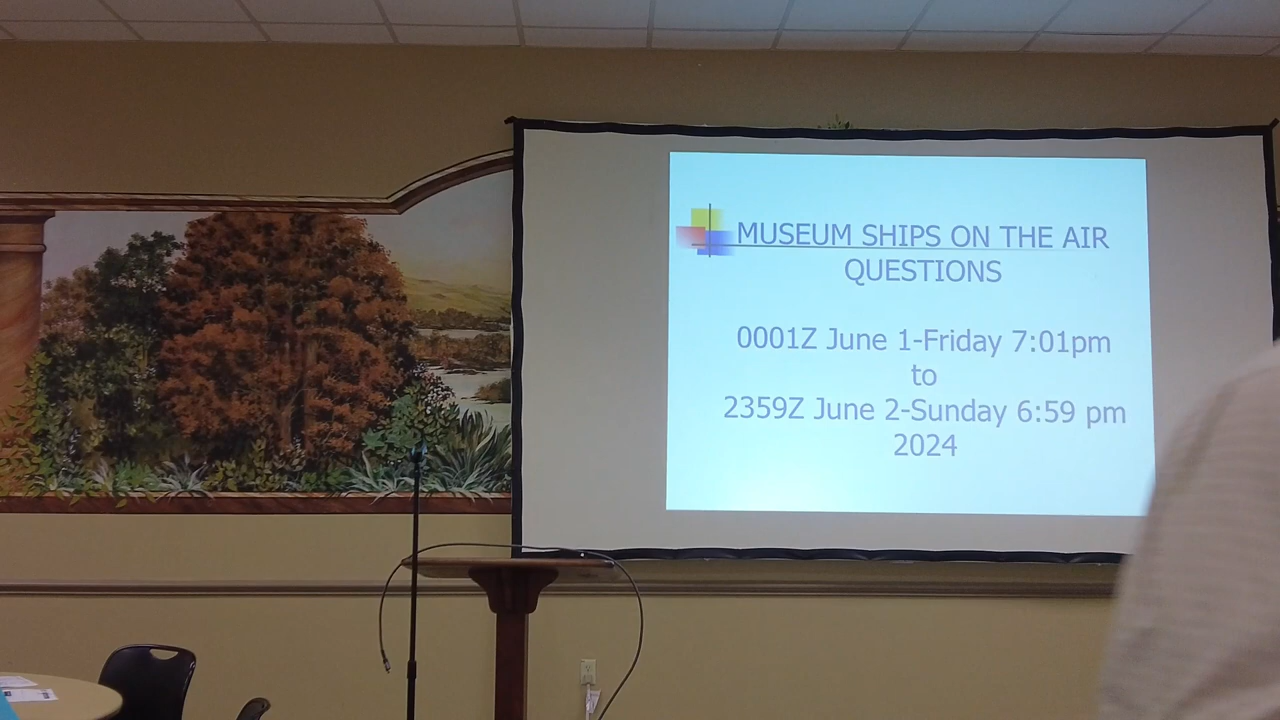 MUSEUM SHIPS ON THE AIR
QUESTIONS
0001Z June 1-Friday 7:01pm
to
2359Z June 2-Sunday 6:59 pm
2024